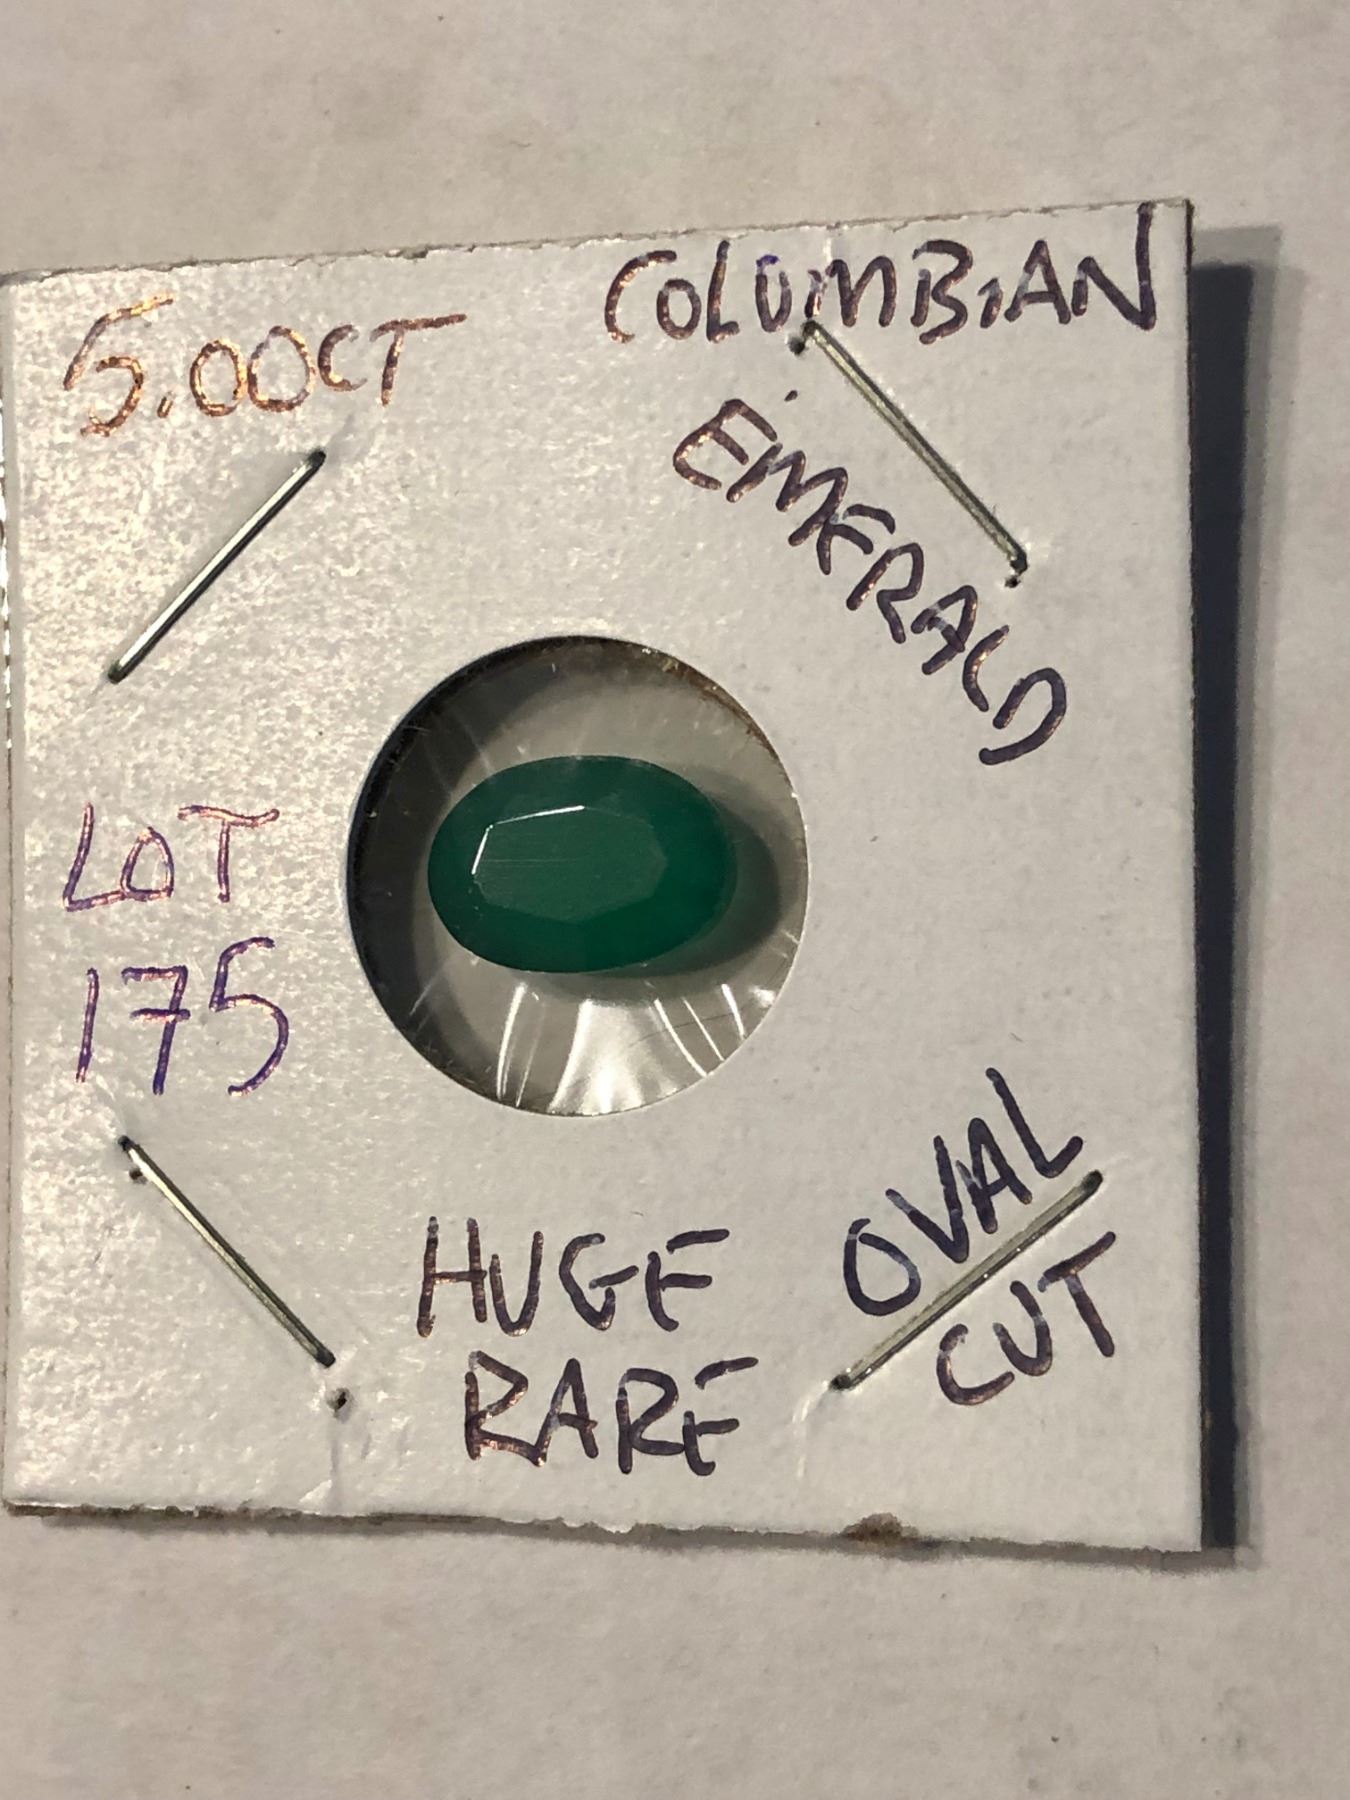 5.00CT
COLUMBIAN
EMERALD
LOT
175
HUGE
RARE
OVAL
CUT